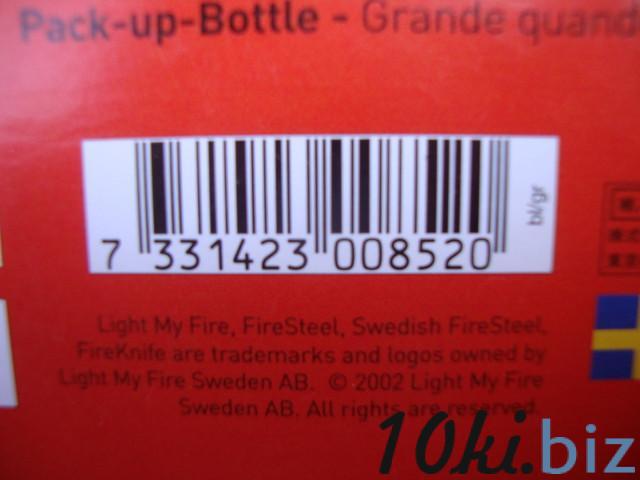 Pack-up-Bottle - Grande quand
bl/gr
7 331423 008520
Light My Fire, FireSteel, Swedish FireSteel,
FireKnife are trademarks and logos owned by
Light My Fire Sweden AB. © 2002 Light My Fire
Sweden AB. All rights are reserved.
10ki.biz